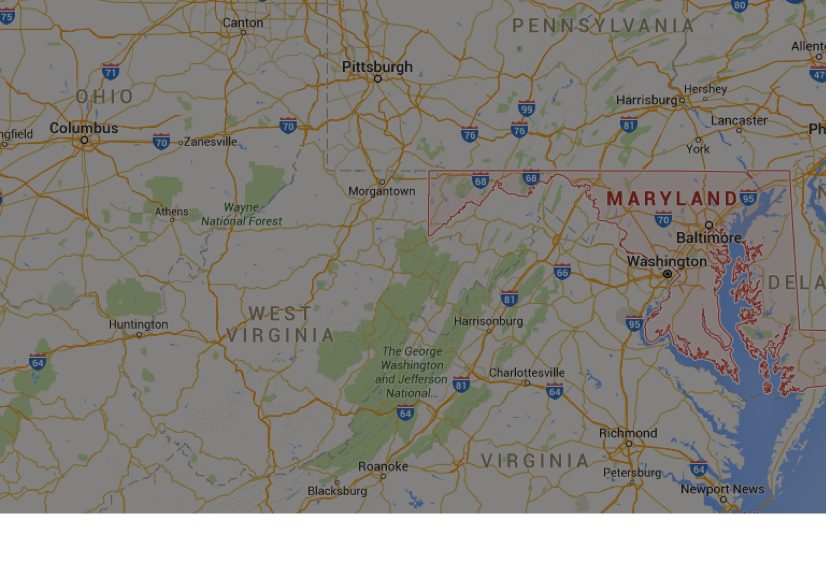 75
Canton
PENNSYLVANIA
80
Allent
Pittsburgh
71
47
OHIO
Hershey
Harrisburg
99
Lancaster
ngfield
Columbus
70
Zanesville
70
76
76
81
Ph
York
68
68
Morgantown
MARYLAND
95
N
Athens
Wayne
National Forest
70
Baltimore
Washington
66
DELA
81
WEST
VIRGINIA
Huntington
Harrisonburg
95
64
The George
Washington
and Jefferson
National...
81
Charlottesville
64
64
Richmond
VIRGINIA
Roanoke
64
Petersburg
Blacksburg
Newport News